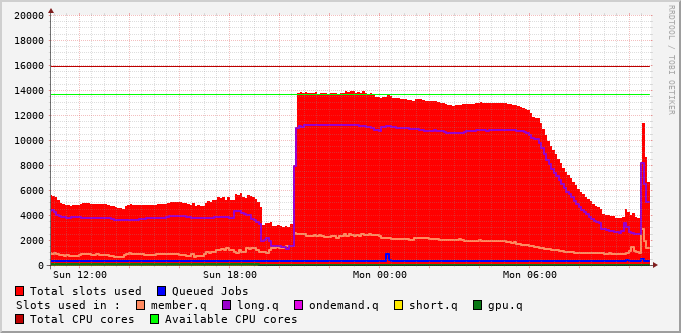 20000
18000
16000
14000
12000
10000
8000
6000
4000
2000
0
Sun 12:00 Sun 18:00 Mon 00:00 Mon 06:00
RRDTOOL / TOBI OETIKER
Total slots used Queued Jobs
Slots used in : member.q long.q ondemand.q short.q gpu.q
Total CPU cores Available CPU cores